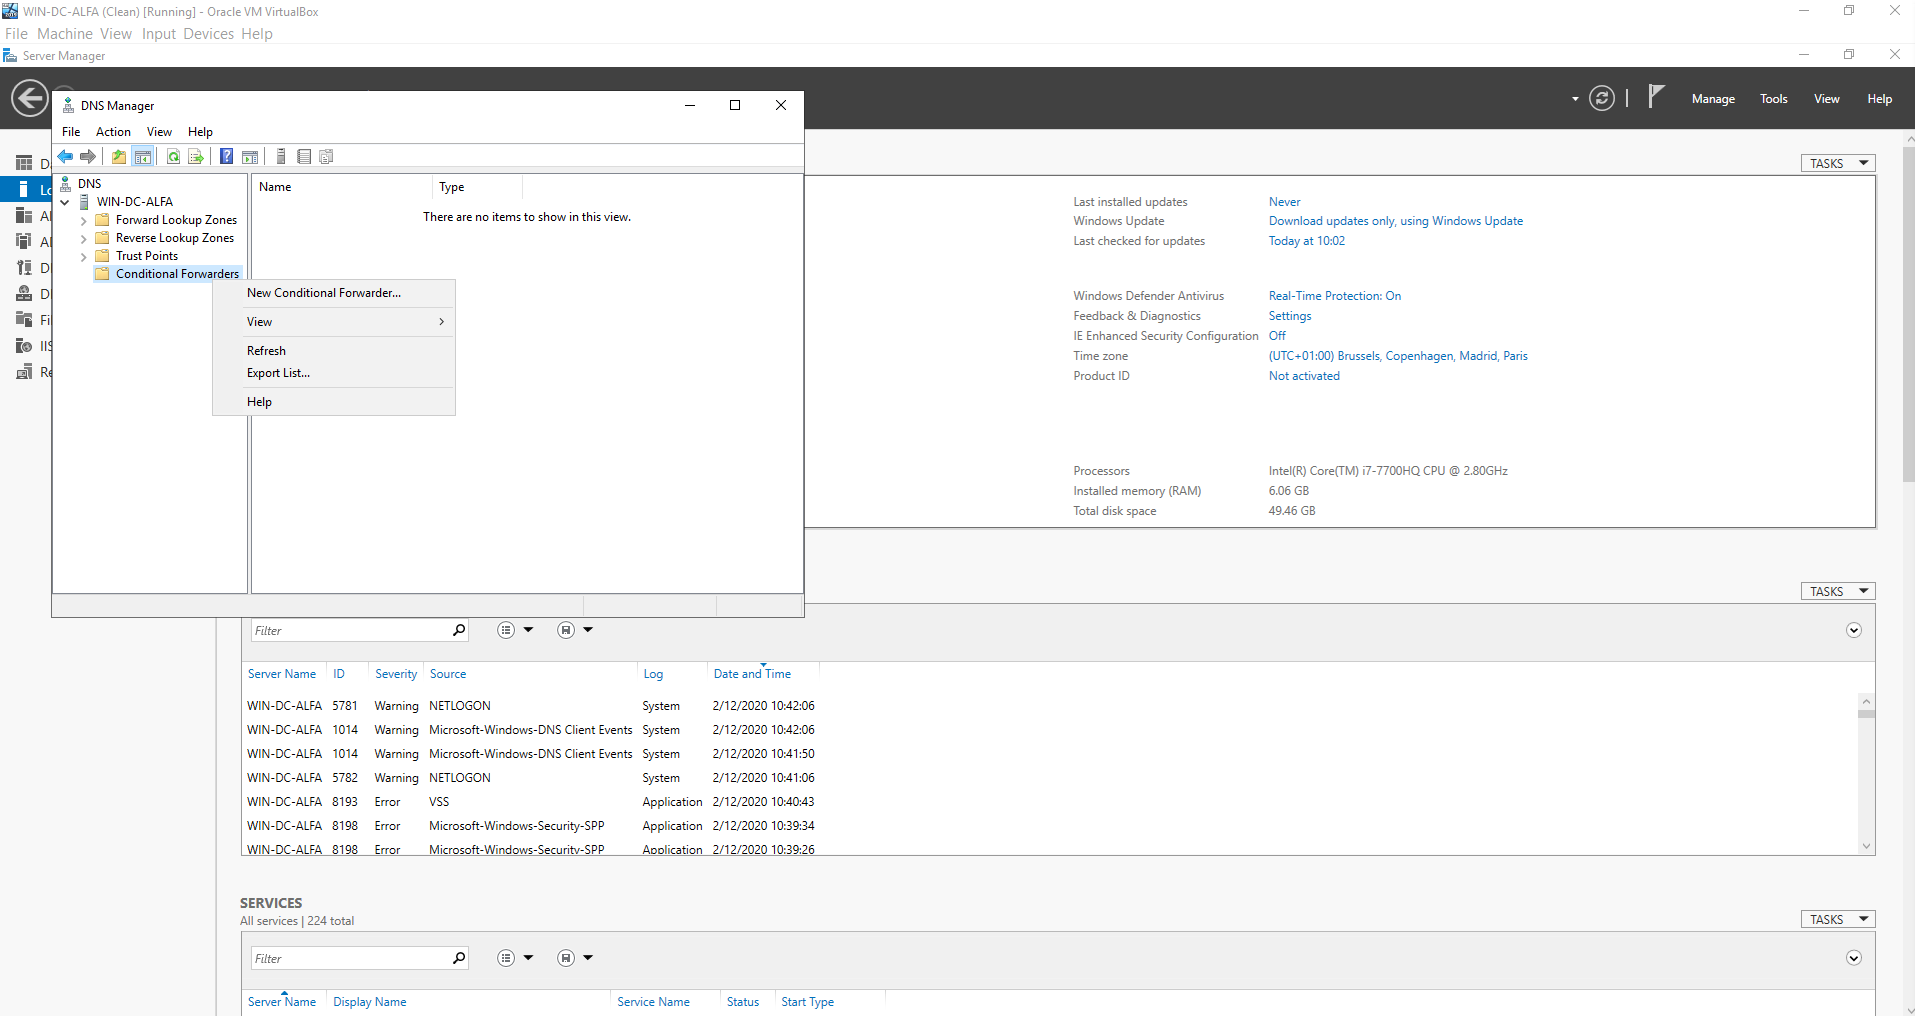 WIN-DC-ALFA (Clean) [Running] - Oracle VM VirtualBox
File Machine View Input Devices Help
Server Manager
Manage Tools View Help
DNS Manager
File Action View Help
DNS
WIN-DC-ALFA
Forward Lookup Zones
Reverse Lookup Zones
Trust Points
Conditional Forwarders
Name Type
There are no items to show in this view.
New Conditional Forwarder...
View
Refresh
Export List...
Help
TASKS
Last installed updates Never
Windows Update Download updates only, using Windows Update
Last checked for updates Today at 10:02
Windows Defender Antivirus Real-Time Protection: On
Feedback & Diagnostics Settings
IE Enhanced Security Configuration Off
Time zone (UTC+01:00) Brussels, Copenhagen, Madrid, Paris
Product ID Not activated
Processors Intel(R) Core(TM) i7-7700HQ CPU @ 2.80GHz
Installed memory (RAM) 6.06 GB
Total disk space 49.46 GB
TASKS
Filter
Server Name ID Severity Source Log Date and Time
WIN-DC-ALFA 5781 Warning NETLOGON System 2/12/2020 10:42:06
WIN-DC-ALFA 1014 Warning Microsoft-Windows-DNS Client Events System 2/12/2020 10:42:06
WIN-DC-ALFA 1014 Warning Microsoft-Windows-DNS Client Events System 2/12/2020 10:41:50
WIN-DC-ALFA 5782 Warning NETLOGON System 2/12/2020 10:41:06
WIN-DC-ALFA 8193 Error VSS Application 2/12/2020 10:40:43
WIN-DC-ALFA 8198 Error Microsoft-Windows-Security-SPP Application 2/12/2020 10:39:34
WIN-DC-ALFA 8198 Error Microsoft-Windows-Security-SPP Application 2/12/2020 10:39:26
SERVICES
All services | 224 total
TASKS
Filter
Server Name Display Name Service Name Status Start Type